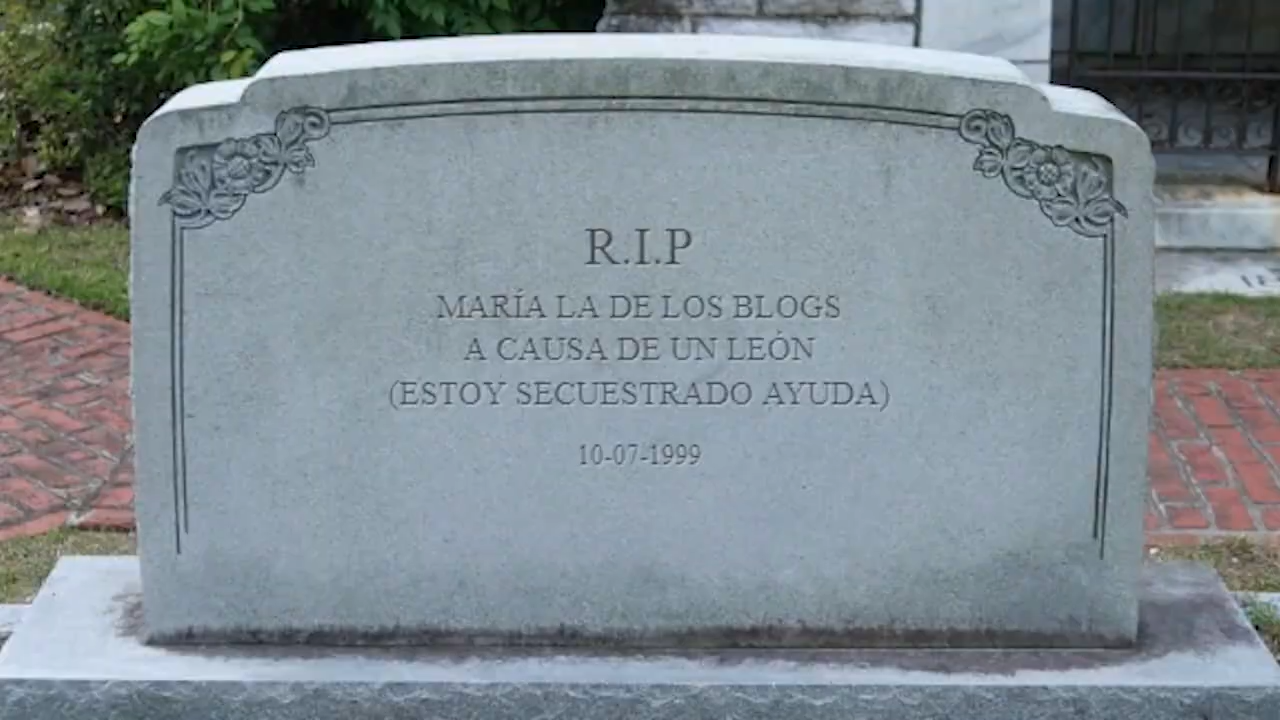 R.I.P
MARÍA LA DE LOS BLOGS
A CAUSA DE UN LEÓN
(ESTOY SECUESTRADO AYUDA)
10-07-1999